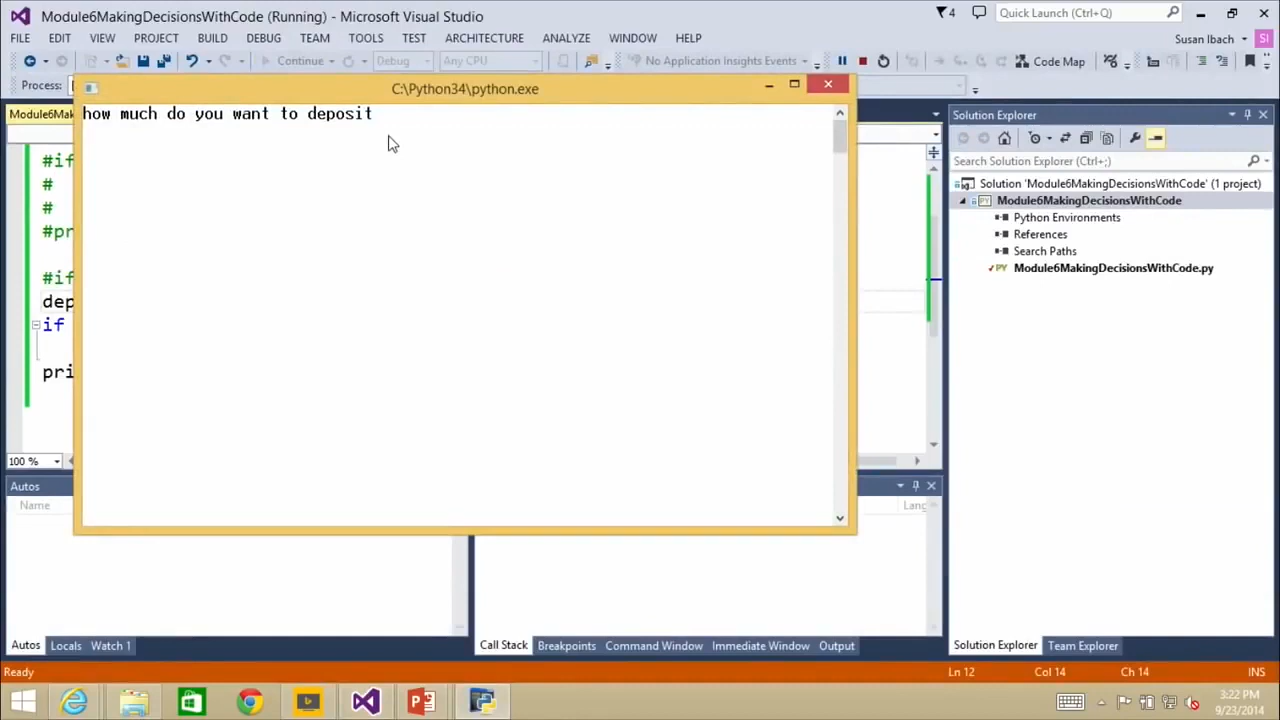 Module6MakingDecisionsWithCode (Running) - Microsoft Visual Studio
4
Quick Launch (Ctrl+Q)
FILE EDIT VIEW PROJECT BUILD DEBUG TEAM TOOLS TEST ARCHITECTURE ANALYZE WINDOW HELP
Susan Ibach
SI
Continue
Debug
Any CPU
No Application Insights Events
Code Map
Process:
C:\Python34\python.exe
Module6Mak
how much do you want to deposit
#if
#
#
#pr
#if
dep
if
pri
100 %
Solution Explorer
Search Solution Explorer (Ctrl+;)
Solution 'Module6MakingDecisionsWithCode' (1 project)
Module6MakingDecisionsWithCode
Python Environments
References
Search Paths
PY Module6MakingDecisionsWithCode.py
Autos
Name
Lang
Autos Locals Watch 1
Call Stack Breakpoints Command Window Immediate Window Output
Solution Explorer Team Explorer
Ready
Ln 12
Col 14
Ch 14
INS
3:22 PM
9/23/2014